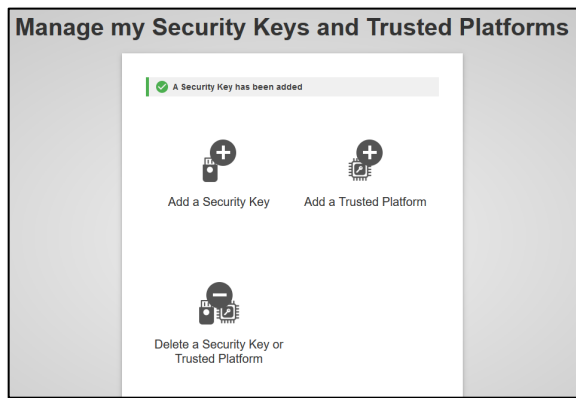 Manage my Security Keys and Trusted Platforms
A Security Key has been added
Add a Security Key
Add a Trusted Platform
Delete a Security Key or
Trusted Platform